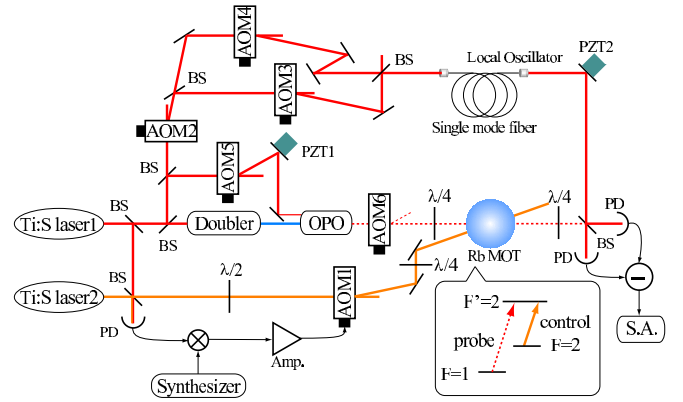 AOM4
BS
Local Oscillator
PZT2
BS
AOM3
Single mode fiber
AOM2
PZT1
BS
AOM5
λ/4
λ/4
PD
Ti:S laser1
BS
BS
Doubler
OPO
AOM6
BS
Rb MOT
PD
λ/4
BS
λ/2
Ti:S laser2
AOM1
PD
F'=2
control
S.A.
probe
F=2
Amp.
F=1
Synthesizer